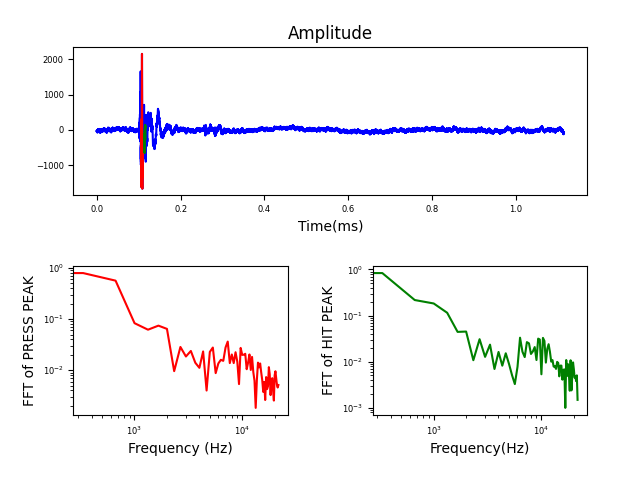 Amplitude
2000
1000
0
−1000
0.0 0.2 0.4 0.6 0.8 1.0
Time(ms)
FFT of PRESS PEAK
10⁰
10⁻¹
10⁻²
10³ 10⁴
Frequency (Hz)
FFT of HIT PEAK
10⁰
10⁻¹
10⁻²
10⁻³
10³ 10⁴
Frequency(Hz)